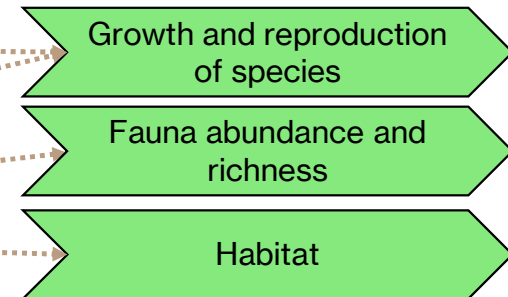 Growth and reproduction
of species
Fauna abundance and
richness
Habitat